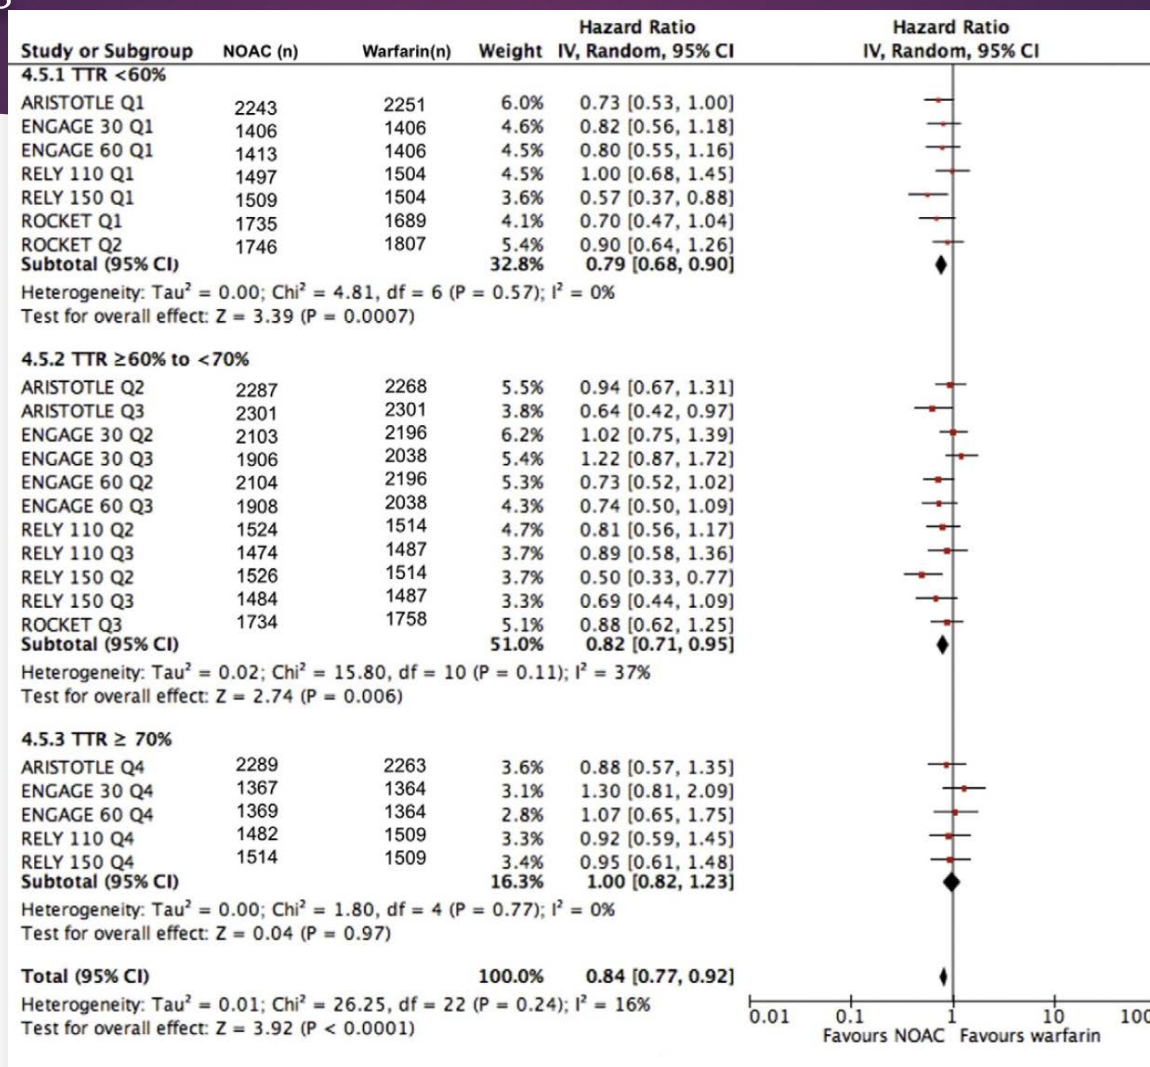 Hazard Ratio Hazard Ratio
Study or Subgroup NOAC (n) Warfarin(n) Weight IV, Random, 95% CI IV, Random, 95% CI
4.5.1 TTR <60%
ARISTOTLE Q1 2243 2251 6.0% 0.73 [0.53, 1.00]
ENGAGE 30 Q1 1406 1406 4.6% 0.82 [0.56, 1.18]
ENGAGE 60 Q1 1413 1406 4.5% 0.80 [0.55, 1.16]
RELY 110 Q1 1497 1504 4.5% 1.00 [0.68, 1.45]
RELY 150 Q1 1509 1504 3.6% 0.57 [0.37, 0.88]
ROCKET Q1 1735 1689 4.1% 0.70 [0.47, 1.04]
ROCKET Q2 1746 1807 5.4% 0.90 [0.64, 1.26]
Subtotal (95% CI) 32.8% 0.79 [0.68, 0.90]
Heterogeneity: Tau² = 0.00; Chi² = 4.81, df = 6 (P = 0.57); I² = 0%
Test for overall effect: Z = 3.39 (P = 0.0007)
4.5.2 TTR ≥60% to <70%
ARISTOTLE Q2 2287 2268 5.5% 0.94 [0.67, 1.31]
ARISTOTLE Q3 2301 2301 3.8% 0.64 [0.42, 0.97]
ENGAGE 30 Q2 2103 2196 6.2% 1.02 [0.75, 1.39]
ENGAGE 30 Q3 1906 2038 5.4% 1.22 [0.87, 1.72]
ENGAGE 60 Q2 2104 2196 5.3% 0.73 [0.52, 1.02]
ENGAGE 60 Q3 1908 2038 4.3% 0.74 [0.50, 1.09]
RELY 110 Q2 1524 1514 4.7% 0.81 [0.56, 1.17]
RELY 110 Q3 1474 1487 3.7% 0.89 [0.58, 1.36]
RELY 150 Q2 1526 1514 3.7% 0.50 [0.33, 0.77]
RELY 150 Q3 1484 1487 3.3% 0.69 [0.44, 1.09]
ROCKET Q3 1734 1758 5.1% 0.88 [0.62, 1.25]
Subtotal (95% CI) 51.0% 0.82 [0.71, 0.95]
Heterogeneity: Tau² = 0.02; Chi² = 15.80, df = 10 (P = 0.11); I² = 37%
Test for overall effect: Z = 2.74 (P = 0.006)
4.5.3 TTR ≥ 70%
ARISTOTLE Q4 2289 2263 3.6% 0.88 [0.57, 1.35]
ENGAGE 30 Q4 1367 1364 3.1% 1.30 [0.81, 2.09]
ENGAGE 60 Q4 1369 1364 2.8% 1.07 [0.65, 1.75]
RELY 110 Q4 1482 1509 3.3% 0.92 [0.59, 1.45]
RELY 150 Q4 1514 1509 3.4% 0.95 [0.61, 1.48]
Subtotal (95% CI) 16.3% 1.00 [0.82, 1.23]
Heterogeneity: Tau² = 0.00; Chi² = 1.80, df = 4 (P = 0.77); I² = 0%
Test for overall effect: Z = 0.04 (P = 0.97)
Total (95% CI) 100.0% 0.84 [0.77, 0.92]
Heterogeneity: Tau² = 0.01; Chi² = 26.25, df = 22 (P = 0.24); I² = 16%
Test for overall effect: Z = 3.92 (P < 0.0001)
0.01 0.1 1 10 100
Favours NOAC Favours warfarin